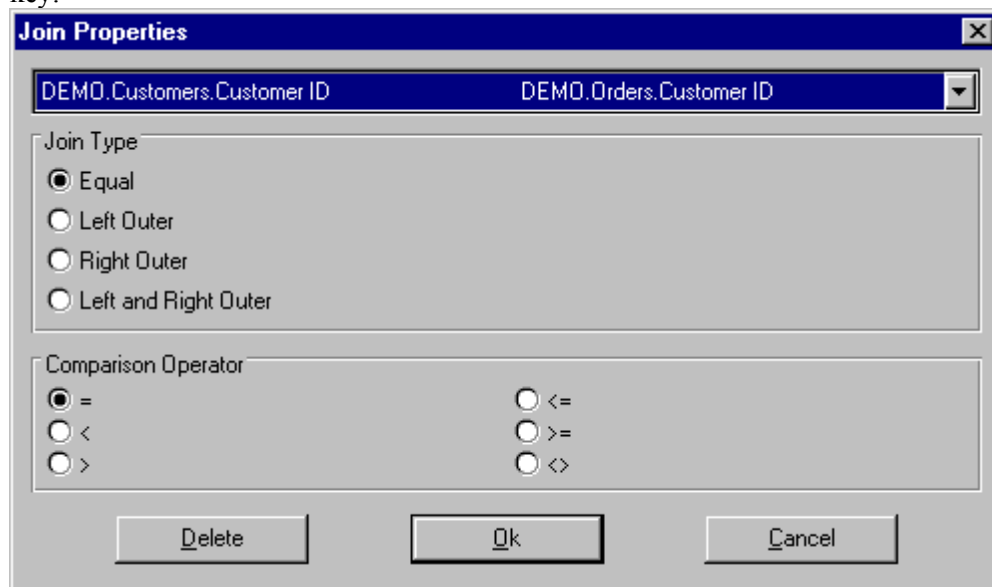 key.
Join Properties
DEMO.Customers.Customer ID DEMO.Orders.Customer ID
Join Type
Equal
Left Outer
Right Outer
Left and Right Outer
Comparison Operator
= <=
< >=
> <>
Delete Ok Cancel